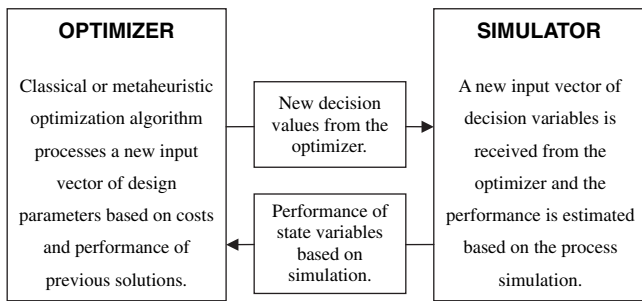 OPTIMIZER
Classical or metaheuristic
optimization algorithm
processes a new input
vector of design
parameters based on costs
and performance of
previous solutions.
New decision
values from the
optimizer.
Performance of
state variables
based on
simulation.
SIMULATOR
A new input vector of
decision variables is
received from the
optimizer and the
performance is estimated
based on the process
simulation.